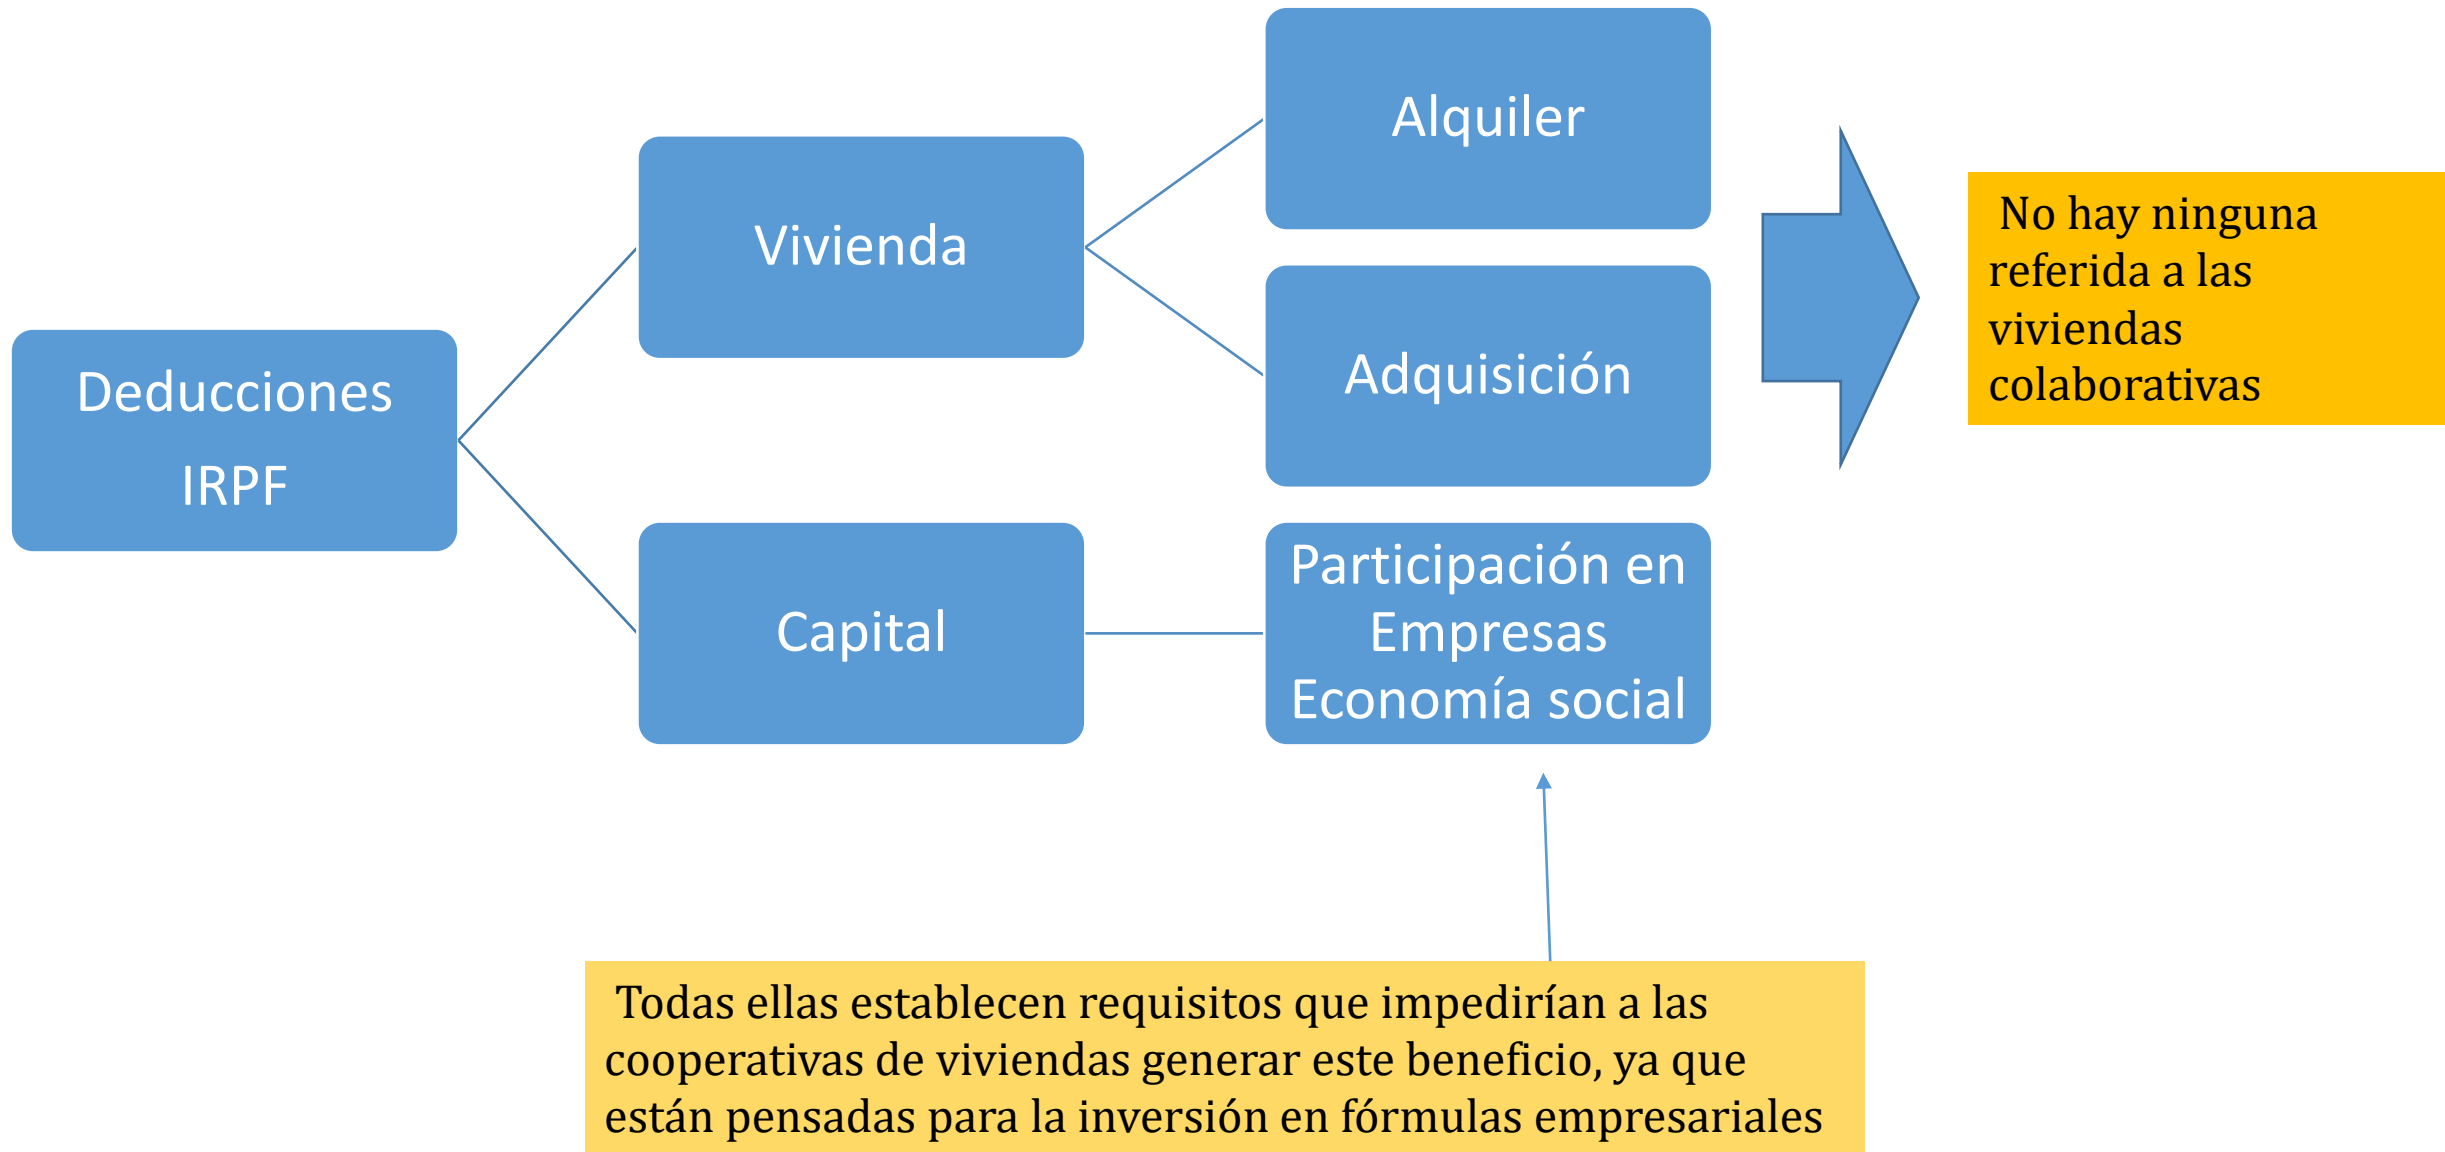 Deducciones
IRPF
Vivienda
Capital
Alquiler
Adquisición
Participación en
Empresas
Economía social
No hay ninguna
referida a las
viviendas
colaborativas
Todas ellas establecen requisitos que impedirían a las
cooperativas de viviendas generar este beneficio, ya que
están pensadas para la inversión en fórmulas empresariales